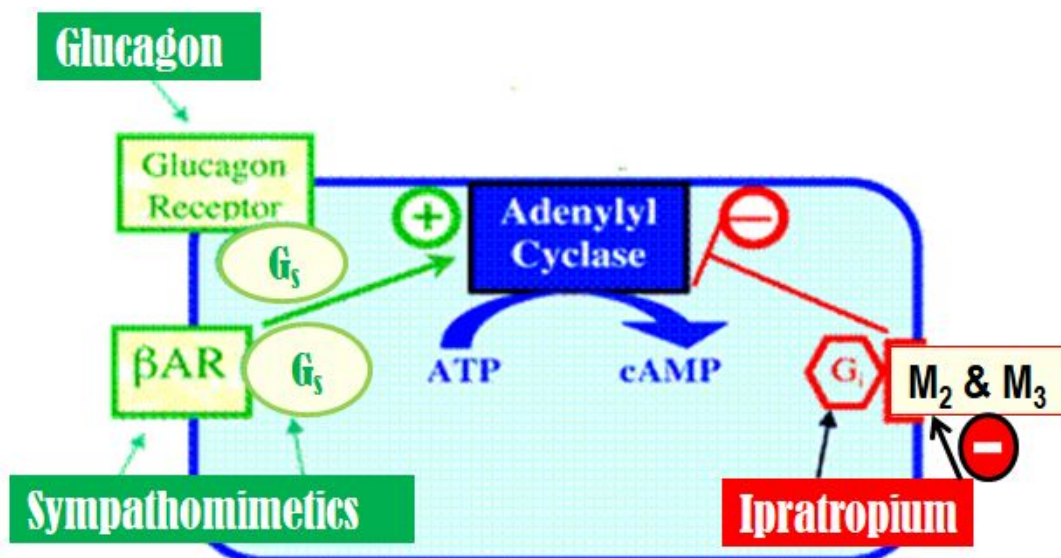 Glucagon
Glucagon
Receptor
+
Adenylyl
Cyclase
−
Gs
βAR
Gs
ATP
cAMP
Gi
M2 & M3
−
Sympathomimetics
Ipratropium